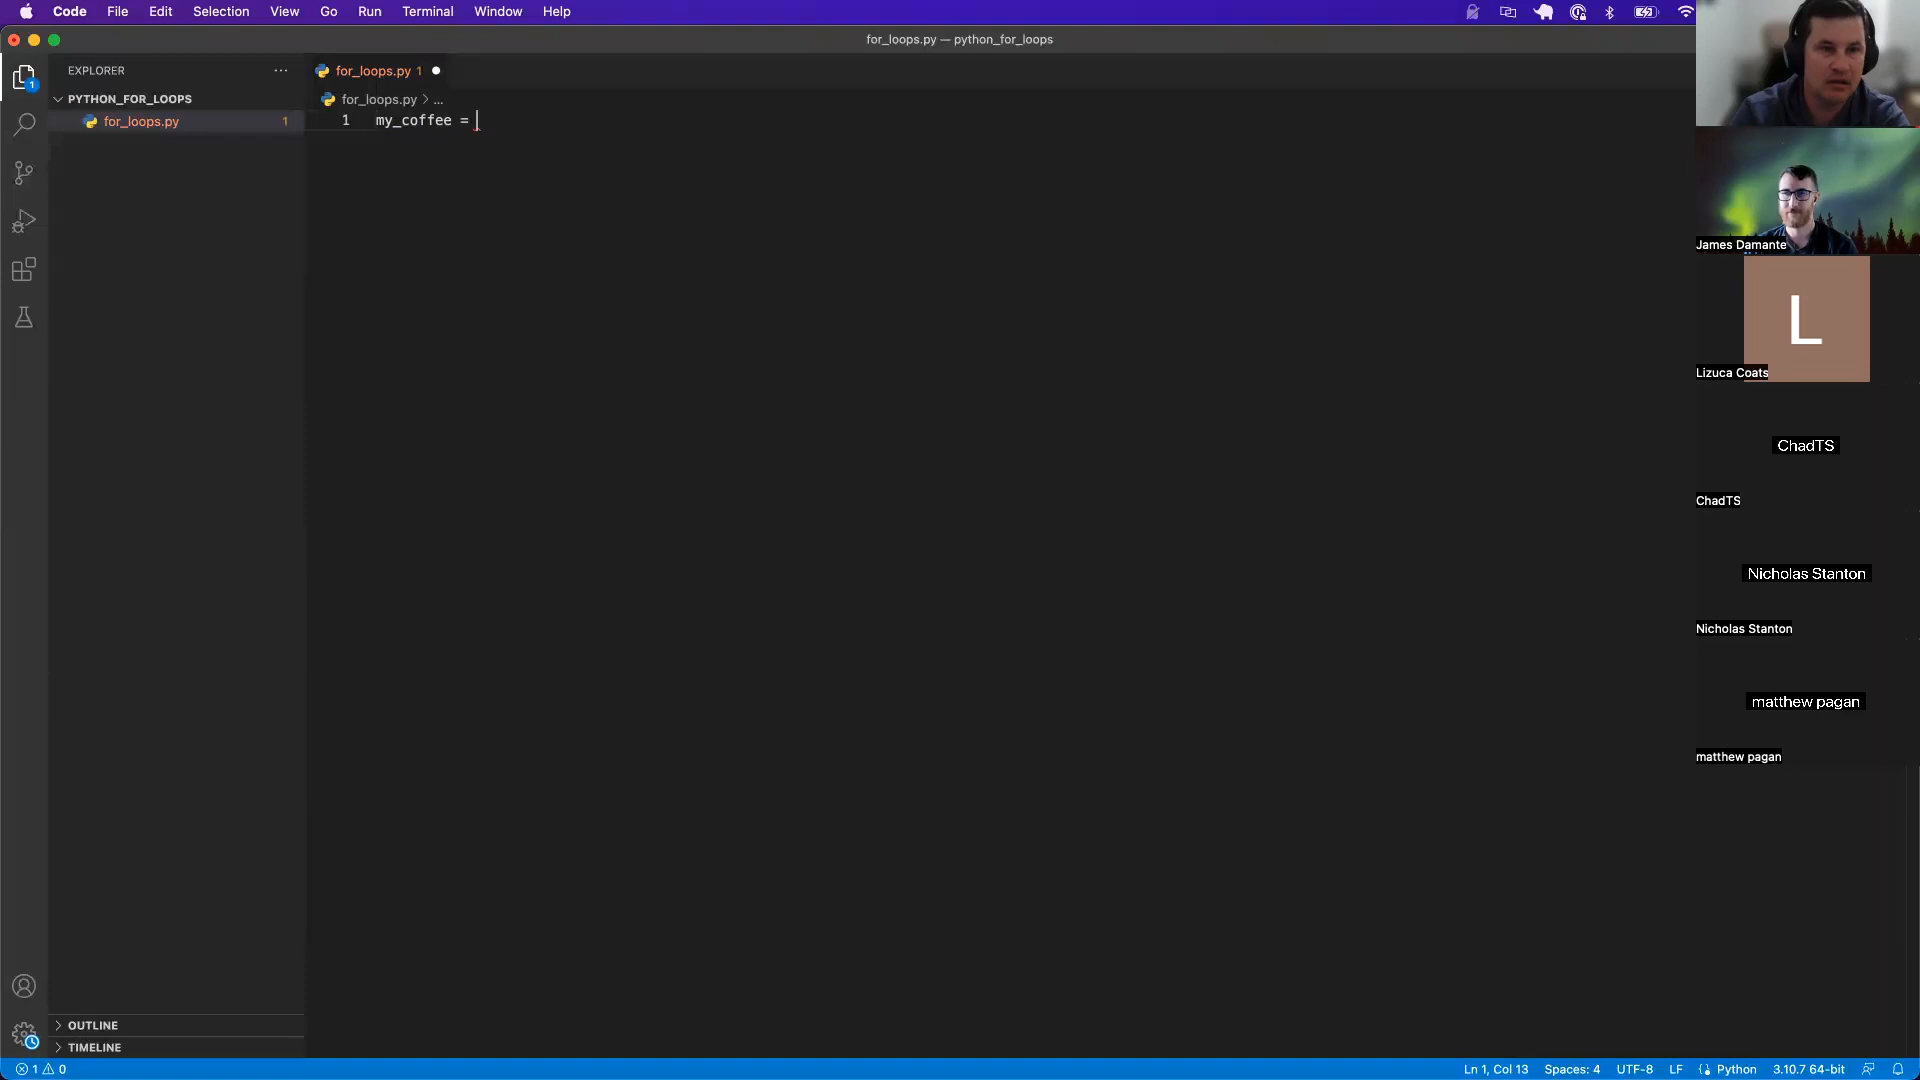 Code File Edit Selection View Go Run Terminal Window Help
for_loops.py — python_for_loops
EXPLORER
PYTHON_FOR_LOOPS
for_loops.py 1
1
for_loops.py 1
for_loops.py > ...
1 my_coffee =
OUTLINE
TIMELINE
1 0
Ln 1, Col 13 Spaces: 4 UTF-8 LF Python 3.10.7 64-bit
James Damante
L
Lizuca Coats
ChadTS
ChadTS
Nicholas Stanton
Nicholas Stanton
matthew pagan
matthew pagan